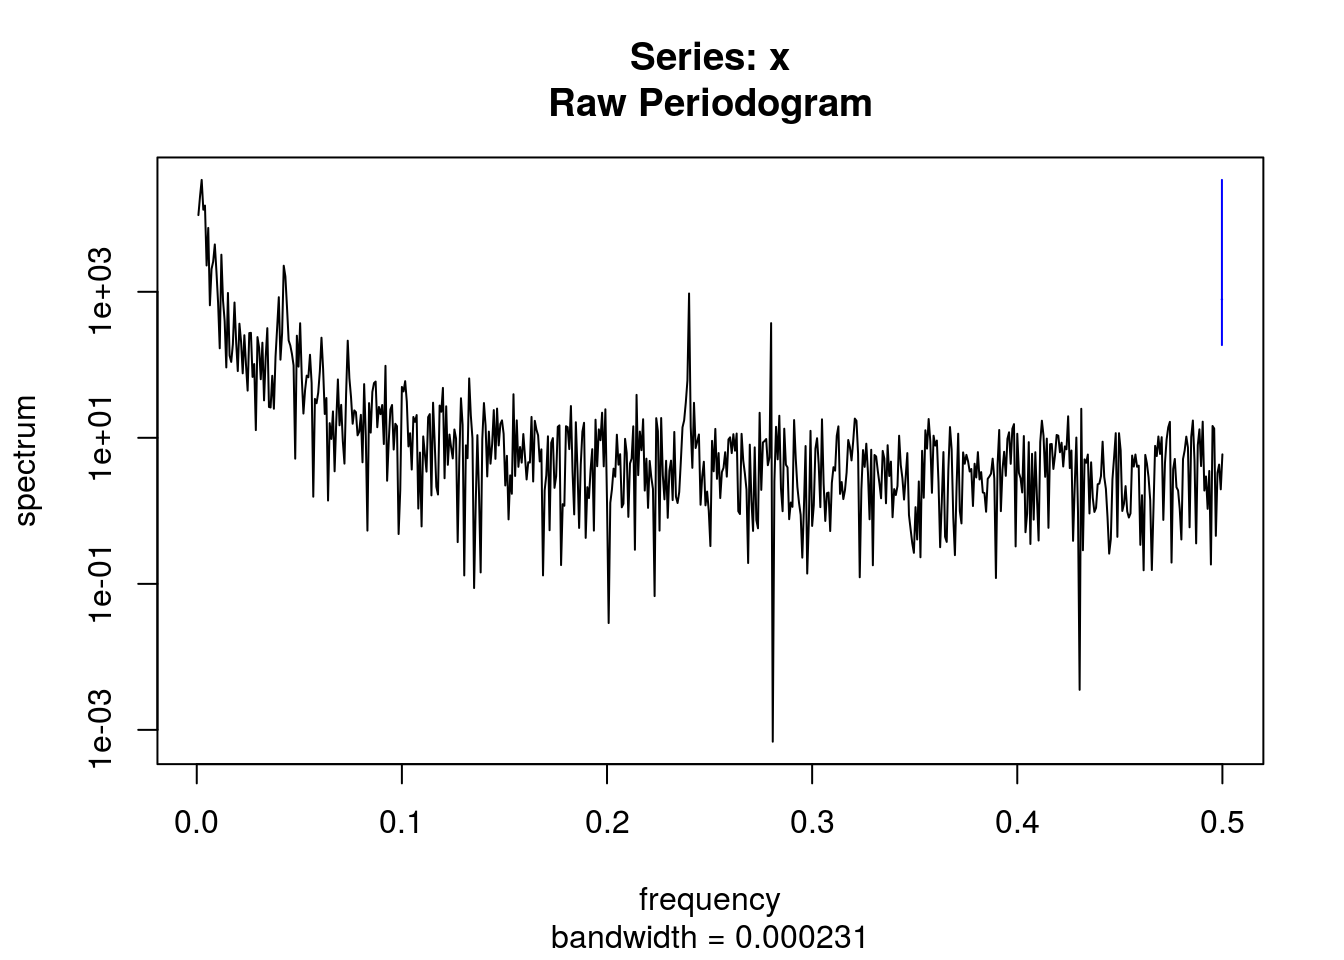 Series: x
Raw Periodogram
spectrum
1e+03
1e+01
1e-01
1e-03
0.0 0.1 0.2 0.3 0.4 0.5
frequency
bandwidth = 0.000231